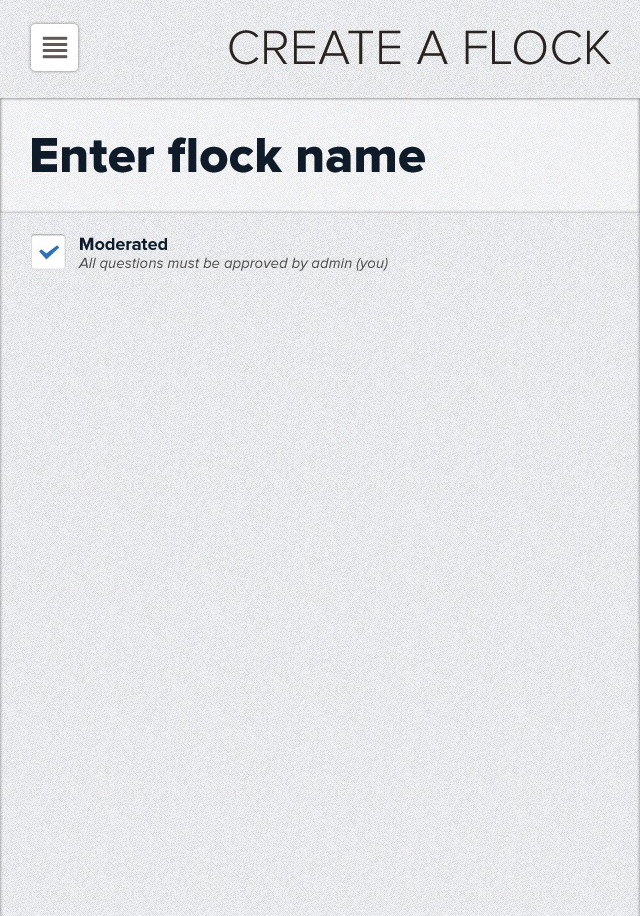 CREATE A FLOCK
Enter flock name
Moderated
All questions must be approved by admin (you)